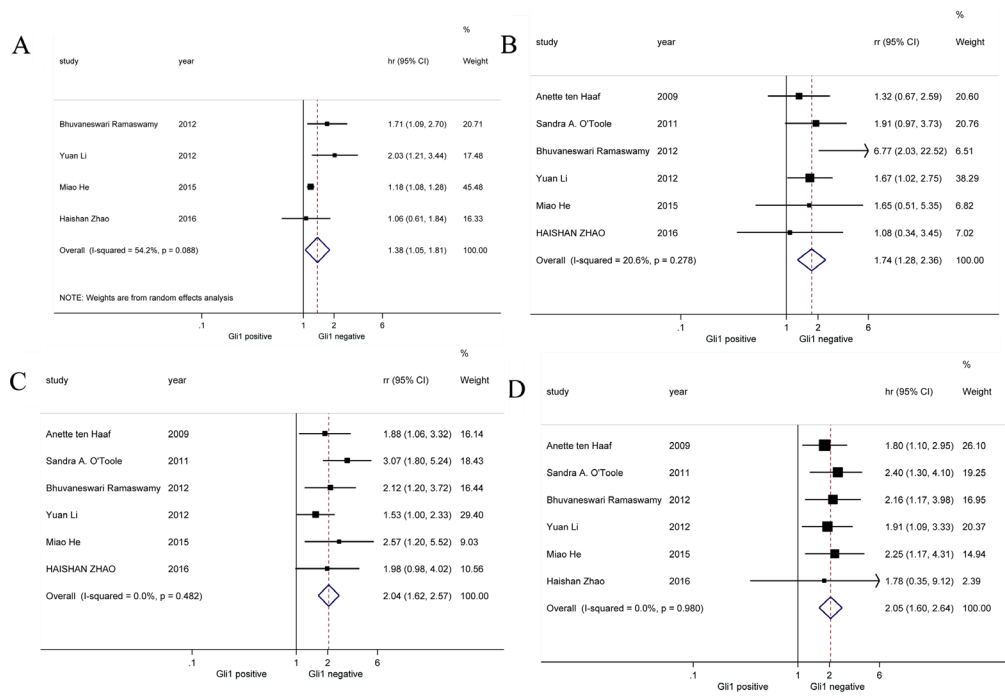 A
%
study year hr (95% CI) Weight
Bhuvaneswari Ramaswamy 2012 1.71 (1.09, 2.70) 20.71
Yuan Li 2012 2.03 (1.21, 3.44) 17.48
Miao He 2015 1.18 (1.08, 1.28) 45.48
Haishan Zhao 2016 1.06 (0.61, 1.84) 16.33
Overall (I-squared = 54.2%, p = 0.088) 1.38 (1.05, 1.81) 100.00
NOTE: Weights are from random effects analysis
.1 1 2 6
Gli1 positive Gli1 negative
B
%
study year rr (95% CI) Weight
Anette ten Haaf 2009 1.32 (0.67, 2.59) 20.60
Sandra A. O'Toole 2011 1.91 (0.97, 3.73) 20.76
Bhuvaneswari Ramaswamy 2012 6.77 (2.03, 22.52) 6.51
Yuan Li 2012 1.67 (1.02, 2.75) 38.29
Miao He 2015 1.65 (0.51, 5.35) 6.82
HAISHAN ZHAO 2016 1.08 (0.34, 3.45) 7.02
Overall (I-squared = 20.6%, p = 0.278) 1.74 (1.28, 2.36) 100.00
.1 1 2 6
Gli1 positive Gli1 negative
C
%
study year rr (95% CI) Weight
Anette ten Haaf 2009 1.88 (1.06, 3.32) 16.14
Sandra A. O'Toole 2011 3.07 (1.80, 5.24) 18.43
Bhuvaneswari Ramaswamy 2012 2.12 (1.20, 3.72) 16.44
Yuan Li 2012 1.53 (1.00, 2.33) 29.40
Miao He 2015 2.57 (1.20, 5.52) 9.03
HAISHAN ZHAO 2016 1.98 (0.98, 4.02) 10.56
Overall (I-squared = 0.0%, p = 0.482) 2.04 (1.62, 2.57) 100.00
.1 1 2 6
Gli1 positive Gli1 negative
D
%
study year hr (95% CI) Weight
Anette ten Haaf 2009 1.80 (1.10, 2.95) 26.10
Sandra A. O'Toole 2011 2.40 (1.30, 4.10) 19.25
Bhuvaneswari Ramaswamy 2012 2.16 (1.17, 3.98) 16.95
Yuan Li 2012 1.91 (1.09, 3.33) 20.37
Miao He 2015 2.25 (1.17, 4.31) 14.94
Haishan Zhao 2016 1.78 (0.35, 9.12) 2.39
Overall (I-squared = 0.0%, p = 0.980) 2.05 (1.60, 2.64) 100.00
.1 1 2 6
Gli1 positive Gli1 negative